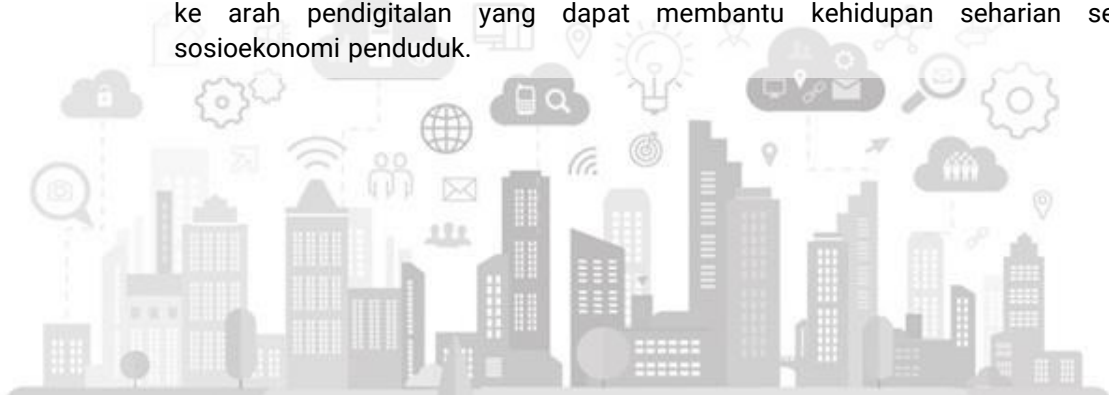 ke arah pendigitalan yang dapat membantu kehidupan seharian
sosioekonomi penduduk.